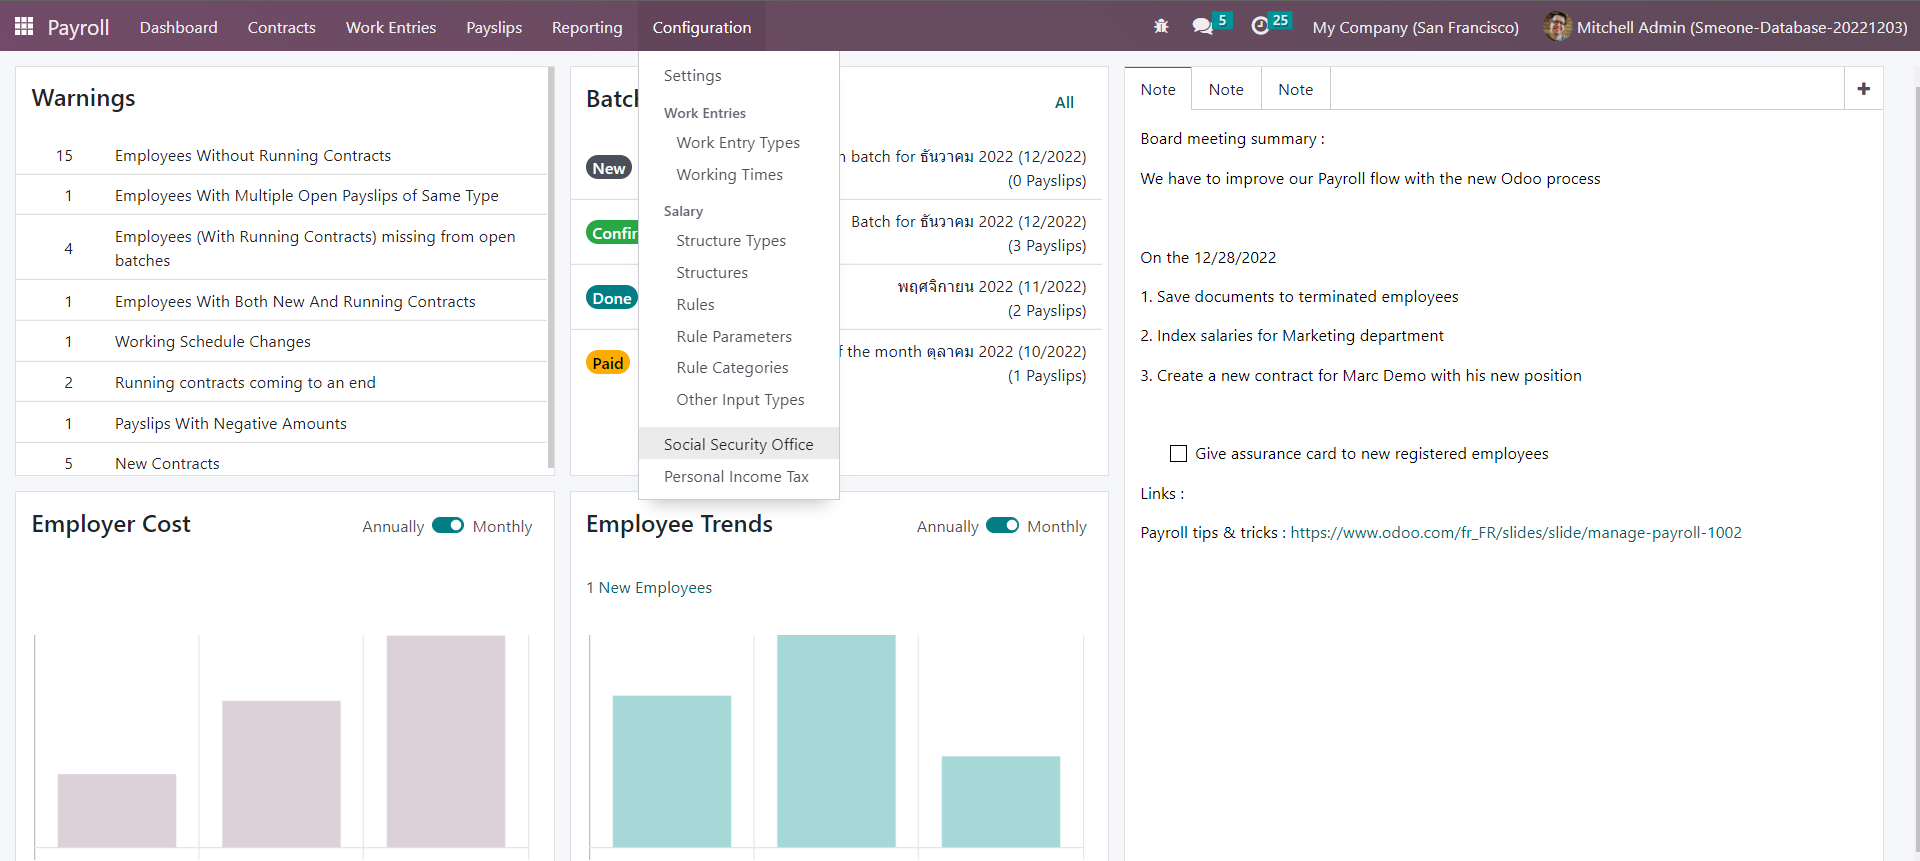 Payroll Dashboard Contracts Work Entries Payslips Reporting Configuration 5 25 My Company (San Francisco) Mitchell Admin (Smeone-Database-20221203)
Settings
Work Entries
Work Entry Types
Working Times
Salary
Structure Types
Structures
Rules
Rule Parameters
Rule Categories
Other Input Types
Social Security Office
Personal Income Tax
Warnings
15 Employees Without Running Contracts
1 Employees With Multiple Open Payslips of Same Type
4 Employees (With Running Contracts) missing from open
batches
1 Employees With Both New And Running Contracts
1 Working Schedule Changes
2 Running contracts coming to an end
1 Payslips With Negative Amounts
5 New Contracts
All
New batch for ธันวาคม 2022 (12/2022)
(0 Payslips)
Batch for ธันวาคม 2022 (12/2022)
(3 Payslips)
Done พฤศจิกายน 2022 (11/2022)
(2 Payslips)
Paid the month ตุลาคม 2022 (10/2022)
(1 Payslips)
Note Note Note
Board meeting summary :
We have to improve our Payroll flow with the new Odoo process
On the 12/28/2022
1. Save documents to terminated employees
2. Index salaries for Marketing department
3. Create a new contract for Marc Demo with his new position
Give assurance card to new registered employees
Links :
Payroll tips & tricks : https://www.odoo.com/fr_FR/slides/slide/manage-payroll-1002
Employer Cost Annually Monthly
Employee Trends Annually Monthly
1 New Employees